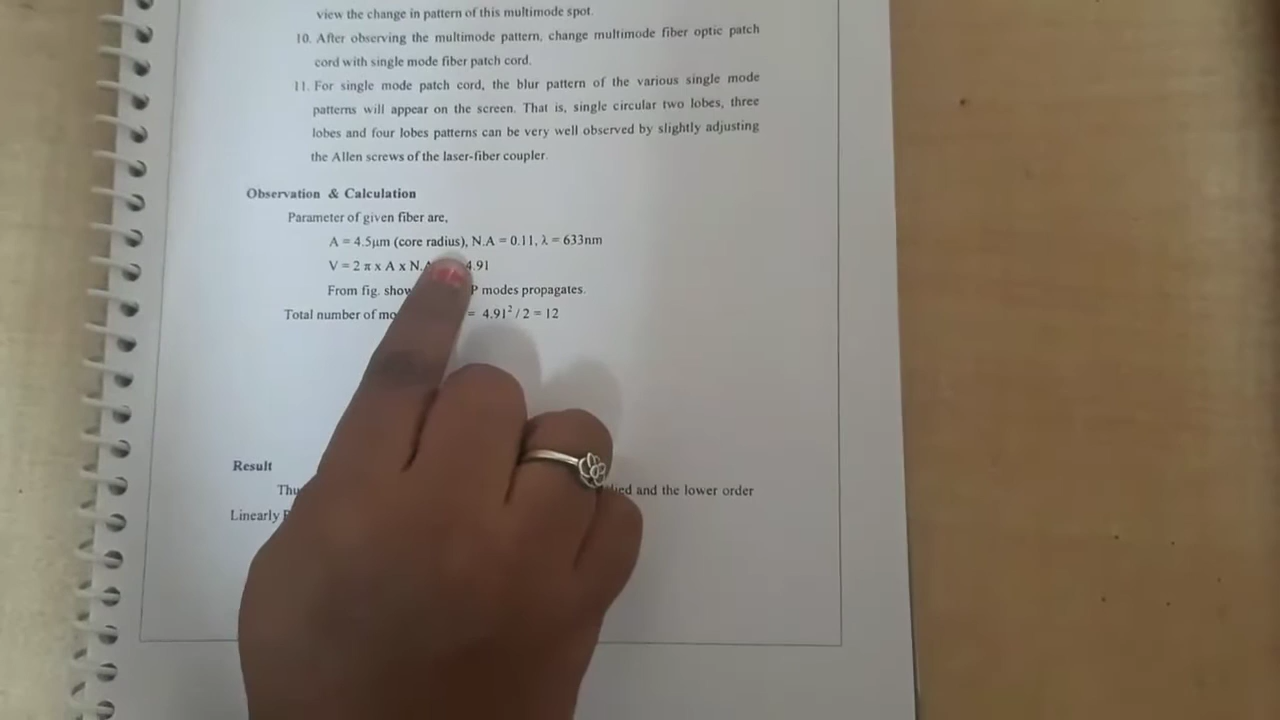 view the change in pattern of this multimode spot.
10. After observing the multimode pattern, change multimode fiber optic patch
cord with single mode fiber patch cord.
11. For single mode patch cord, the blur pattern of the various single mode
patterns will appear on the screen. That is, single circular two lobes, three
lobes and four lobes patterns can be very well observed by slightly adjusting
the Allen screws of the laser-fiber coupler.
Observation & Calculation
Parameter of given fiber are,
A = 4.5μm (core radius), N.A = 0.11, λ = 633nm
V = 2 π x A x 4.91
From fig. modes propagates.
Total number of = 4.91² / 2 = 12
Result
and the lower order
Linearly